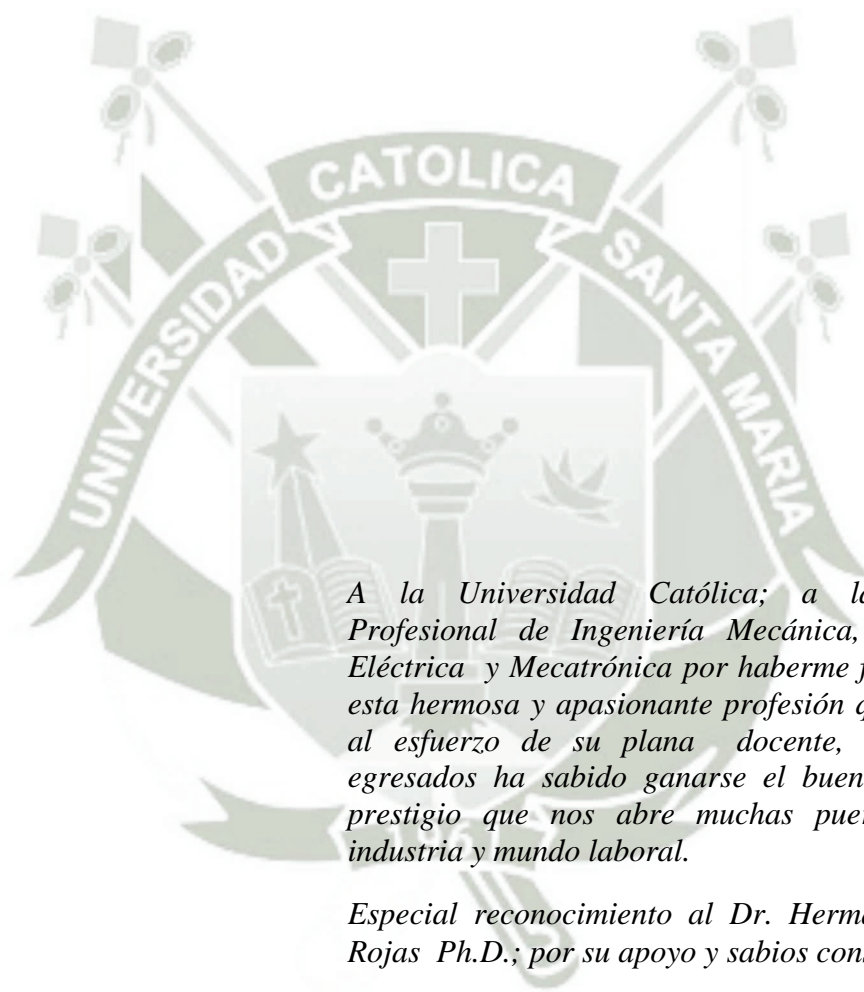 UNIVERSIDAD CATOLICA SANTA MARIA
A la Universidad Católica; a la
Profesional de Ingeniería Mecánica,
Eléctrica y Mecatrónica por haberme
esta hermosa y apasionante profesión
al esfuerzo de su plana docente,
egresados ha sabido ganarse el buen
prestigio que nos abre muchas
industria y mundo laboral.
Especial reconocimiento al Dr.
Rojas Ph.D.; por su apoyo y sabios